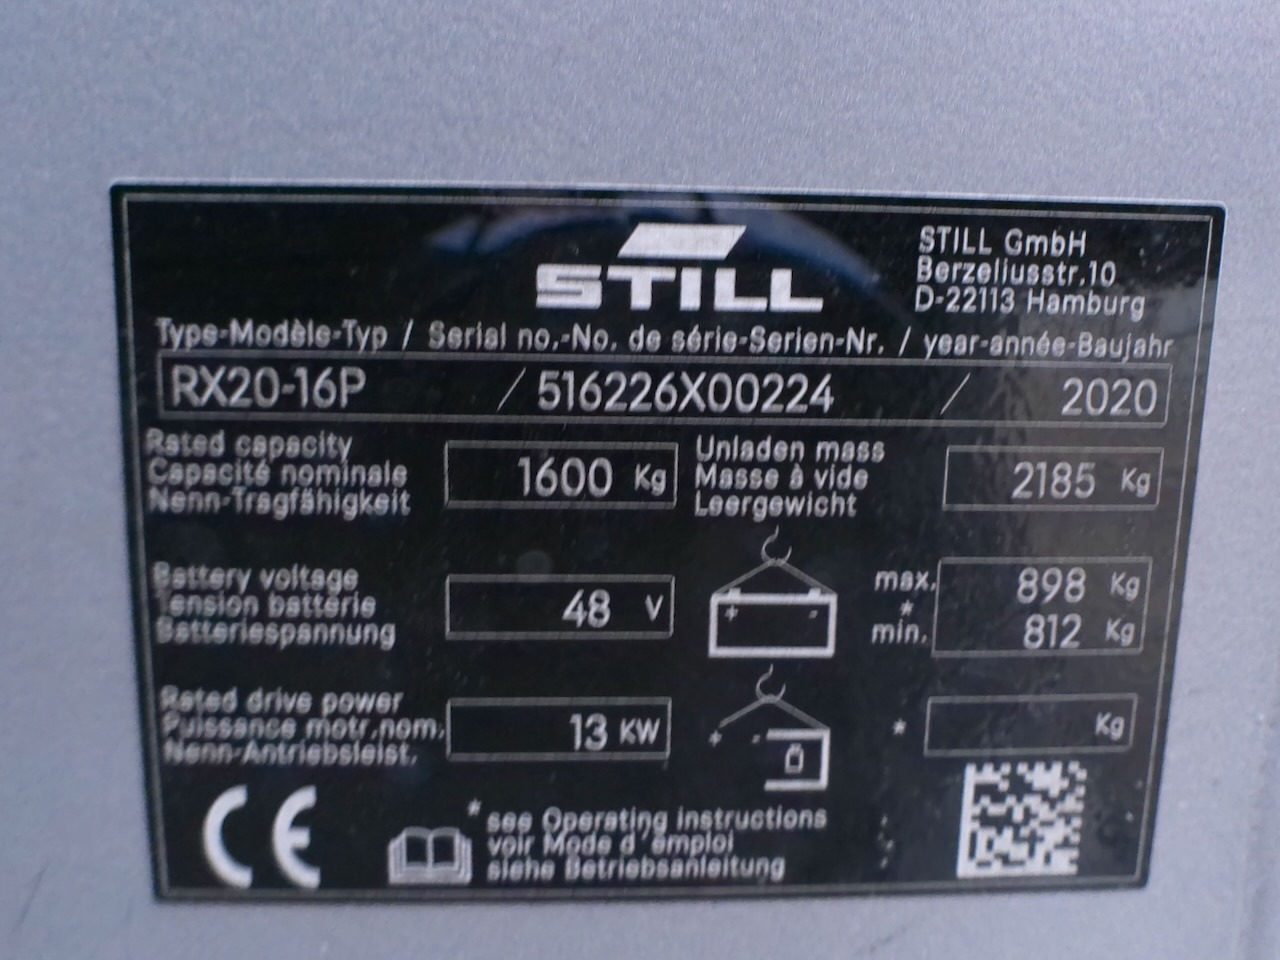 STILL
STILL GmbH
Berzeliusstr.10
D-22113 Hamburg
Type-Modèle-Typ / Serial no.-No. de série-Serien-Nr. / year-année-Baujahr
RX20-16P / 516226X00224 / 2020
Rated capacity
Capacité nominale
Nenn-Tragfähigkeit
1600 Kg
Unladen mass
Masse à vide
Leergewicht
2185 Kg
Battery voltage
Tension batterie
Batteriespannung
48 V
+ -
max. 898 Kg
*
min. 812 Kg
Rated drive power
Puissance motr.nom.
Nenn-Antriebsleist.
13 KW
+ -
* Kg
CE
* see Operating instructions
voir Mode d'emploi
siehe Betriebsanleitung